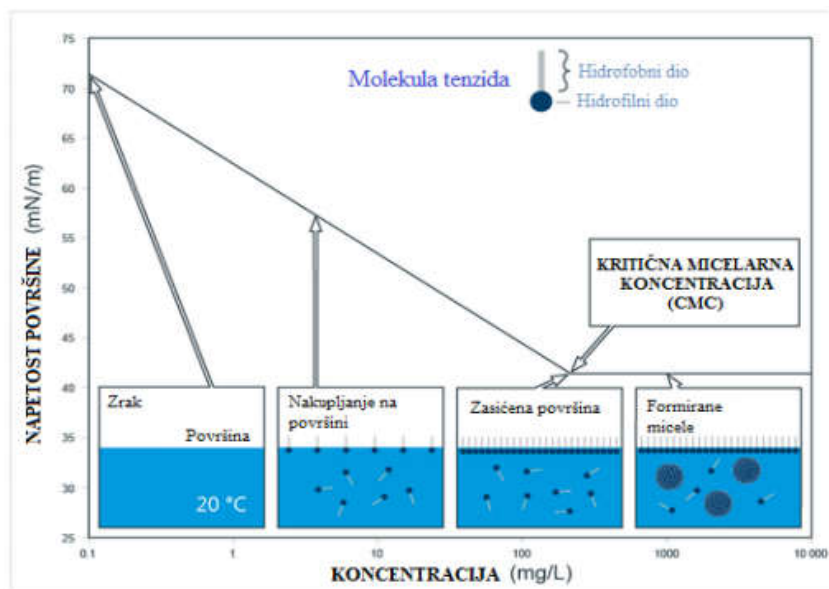 Molekula tenzida
Hidrofobni dio
Hidrofilni dio
NAPETOST POVRŠINE (mN/m)
75
70
65
60
55
50
45
40
35
30
25
KRITIČNA MICELARNA
KONCENTRACIJA
(CMC)
Zrak
Površina
20 °C
Nakupljanje na
površini
Zasićena površina
Formirane
micele
0.1
1
10
100
1000
10 000
KONCENTRACIJA (mg/L)